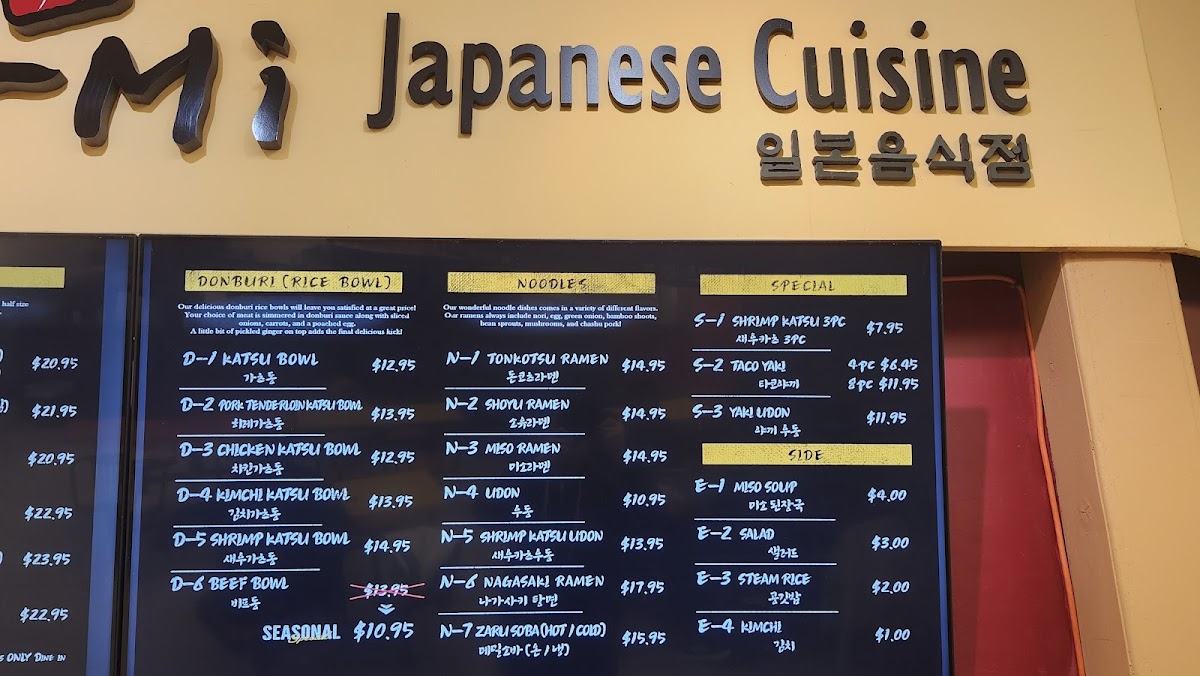 Mi Japanese Cuisine
일본음식점
half size
$20.95
$21.95
$20.95
$22.95
$23.95
$22.95
ONLY DINE IN
DONBURI (RICE BOWL)
Our delicious donburi rice bowls will leave you satisfied at a great price!
Your choice of meat is simmered in donburi sauce along with sliced
onions, carrots, and a poached egg.
A little bit of pickled ginger on top adds the final delicious kick!
D-1 KATSU BOWL $12.95
가츠동
D-2 PORK TENDERLOIN KATSU BOWL $13.95
히레가츠동
D-3 CHICKEN KATSU BOWL $12.95
치킨가츠동
D-4 KIMCHI KATSU BOWL $13.95
김치가츠동
D-5 SHRIMP KATSU BOWL $14.95
새우가츠동
D-6 BEEF BOWL $13.95
비프동
SEASONAL $10.95
NOODLES
Our wonderful noodle dishes comes in a variety of different flavors.
Our ramens always include nori, egg, green onion, bamboo shoots,
bean sprouts, mushrooms, and chashu pork!
N-1 TONKOTSU RAMEN $14.95
돈코츠라멘
N-2 SHOYU RAMEN $14.95
소유라멘
N-3 MISO RAMEN $14.95
미소라멘
N-4 UDON $10.95
우동
N-5 SHRIMP KATSU UDON $13.95
새우가츠우동
N-6 NAGASAKI RAMEN $17.95
나가사키 탕면
N-7 ZARU SOBA (HOT / COLD) $15.95
메밀소바 (온 / 냉)
SPECIAL
S-1 SHRIMP KATSU 3PC $7.95
새우카츠 3PC
S-2 TACO YAKI 4pc $6.45
타코야끼 8pc $11.95
S-3 YAKI UDON $11.95
야끼 우동
SIDE
E-1 MISO SOUP $4.00
미소 된장국
E-2 SALAD $3.00
샐러드
E-3 STEAM RICE $2.00
공깃밥
E-4 KIMCHI $1.00
김치